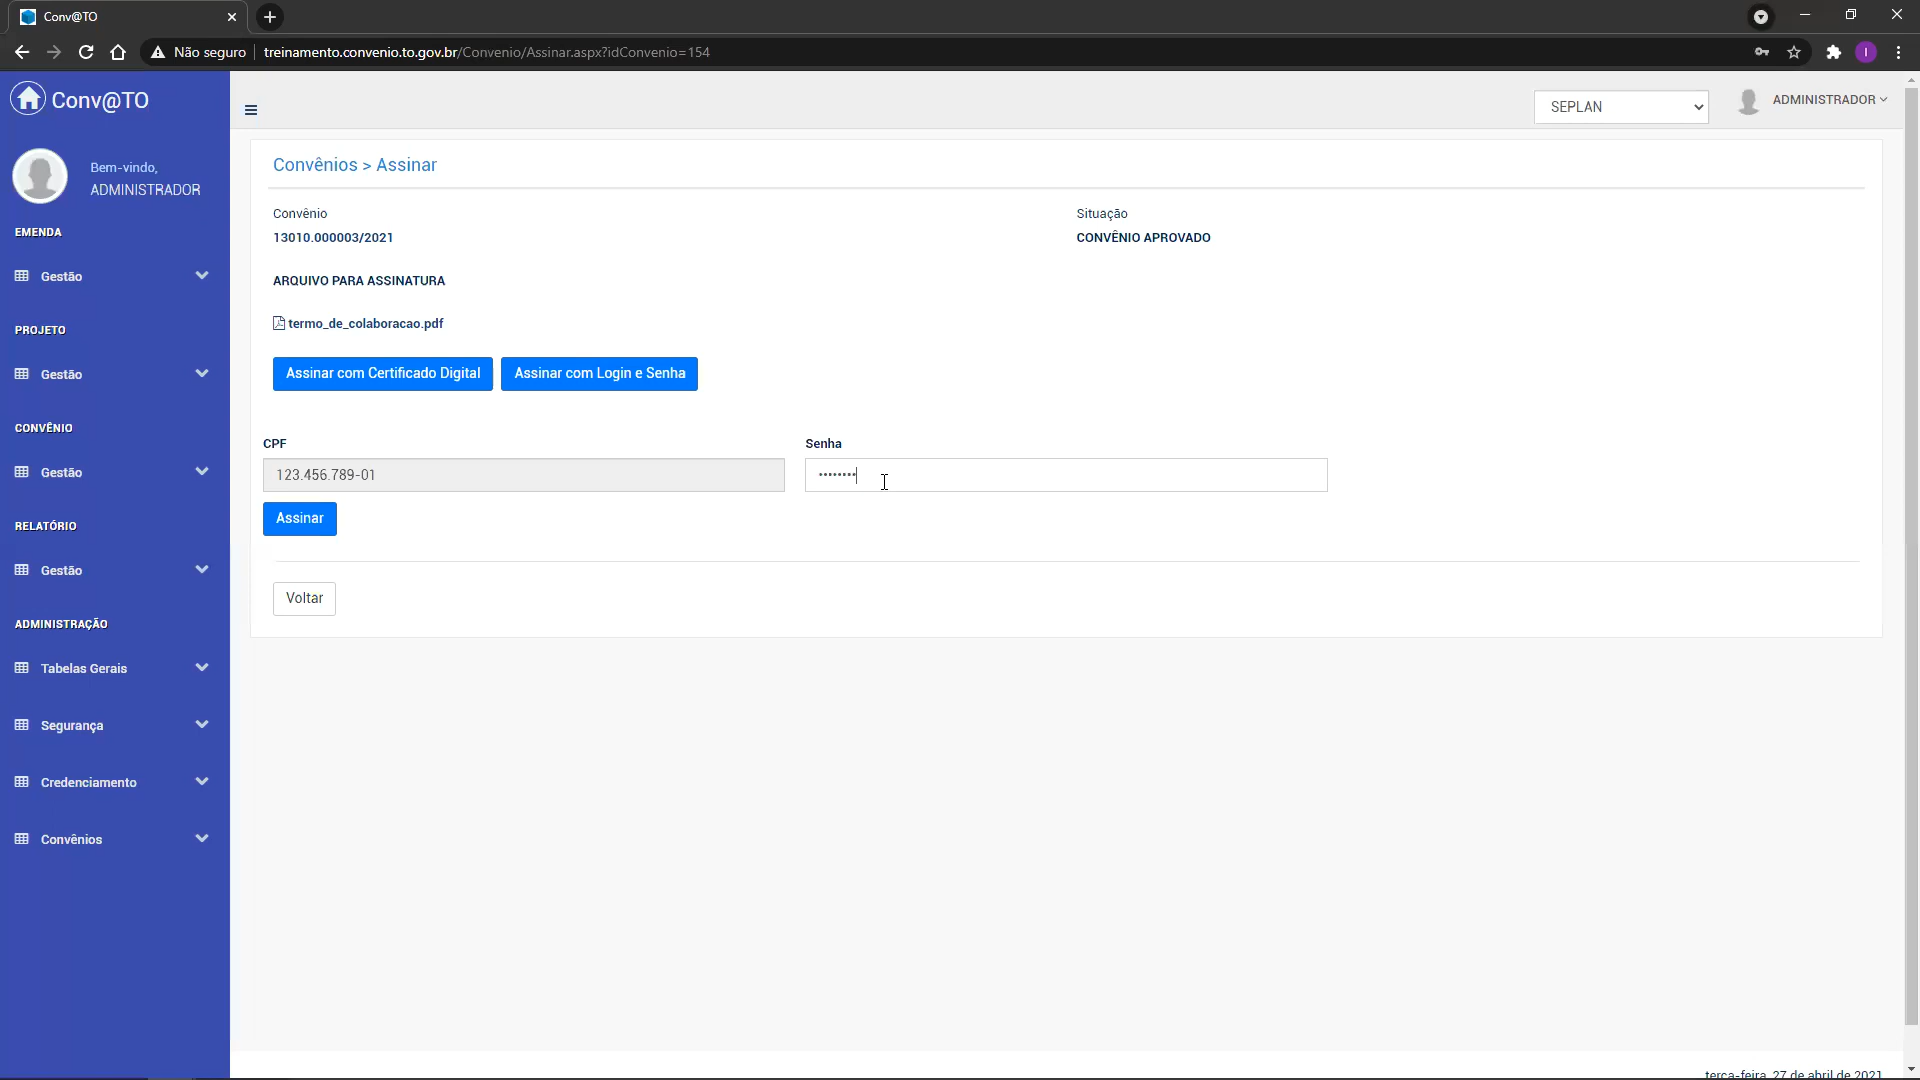 Conv@TO
Não seguro treinamento.convenio.to.gov.br/Convenio/Assinar.aspx?idConvenio=154
I
Conv@TO
SEPLAN
ADMINISTRADOR
Bem-vindo,
ADMINISTRADOR
EMENDA
Gestão
PROJETO
Gestão
CONVÊNIO
Gestão
RELATÓRIO
Gestão
ADMINISTRAÇÃO
Tabelas Gerais
Segurança
Credenciamento
Convênios
Convênios > Assinar
Convênio
13010.000003/2021
Situação
CONVÊNIO APROVADO
ARQUIVO PARA ASSINATURA
termo_de_colaboracao.pdf
Assinar com Certificado Digital
Assinar com Login e Senha
CPF
123.456.789-01
Senha
••••••••
Assinar
Voltar
terça-feira, 27 de abril de 2021